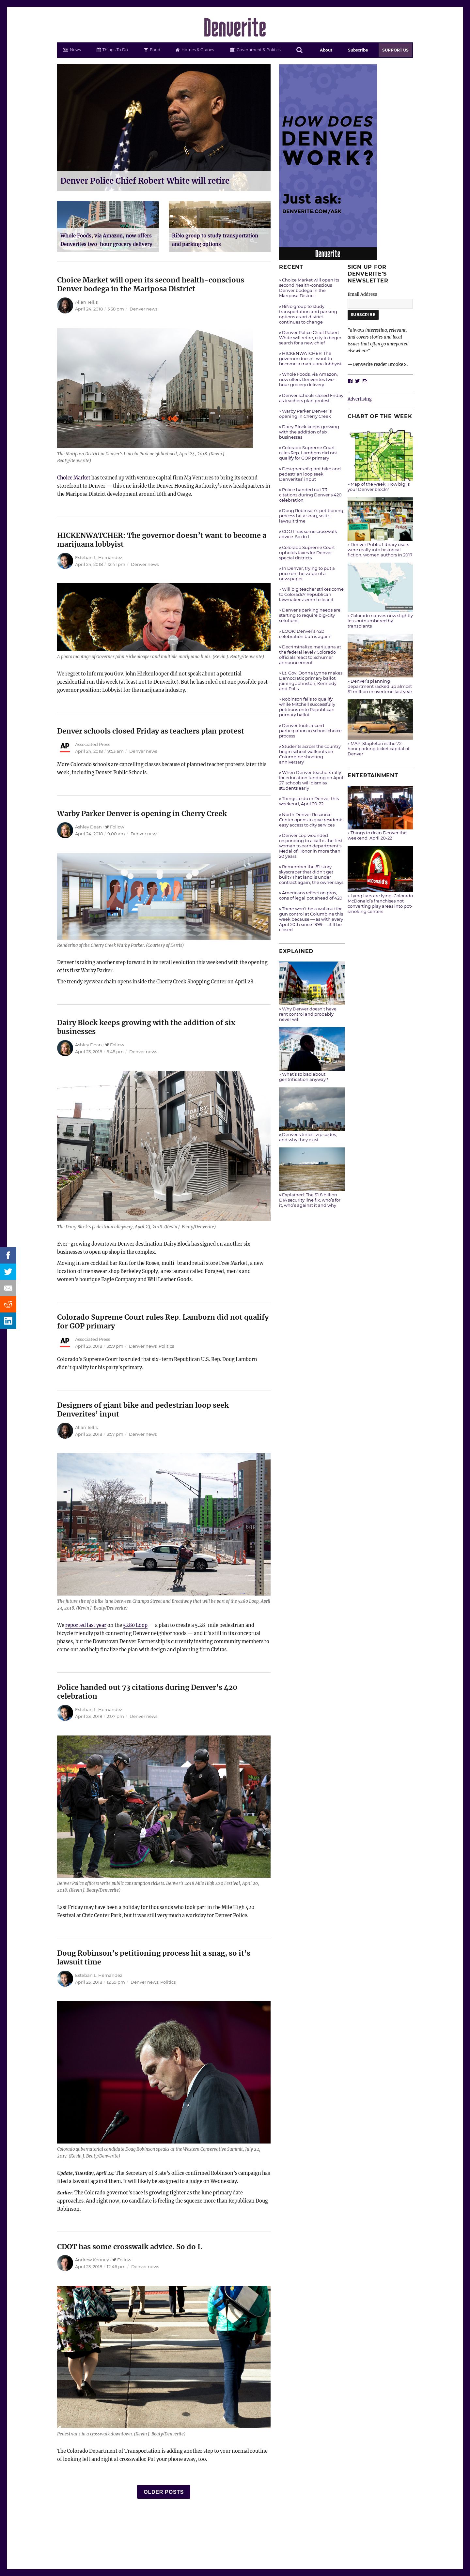 Denverite
News Things To Do Food Homes & Cranes Government & Politics About Subscribe SUPPORT US
Denver Police Chief Robert White will retire
Whole Foods, via Amazon, now offers
Denverites two-hour grocery delivery
RiNo group to study transportation
and parking options
Choice Market will open its second health-conscious
Denver bodega in the Mariposa District
Allan Tellis
April 24, 2018 5:38 pm Denver news
The Mariposa District in Denver's Lincoln Park neighborhood, April 24, 2018. (Kevin J.
Beaty/Denverite)
Choice Market has teamed up with venture capital firm My Ventures to bring its second
storefront to Denver — this one inside the Denver Housing Authority's new headquarters in
the Mariposa District development at 10th and Osage.
HICKENWATCHER: The governor doesn't want to become a
marijuana lobbyist
Esteban L. Hernandez
April 24, 2018 12:41 pm Denver news
A photo montage of Governor John Hickenlooper and multiple marijuana buds. (Kevin J. Beaty/Denverite)
We regret to inform you Gov. John Hickenlooper did not speak about a potential
presidential run this week (at least not to Denverite). But he has ruled out one possible post-
governor position: Lobbyist for the marijuana industry.
Denver schools closed Friday as teachers plan protest
AP
Associated Press
April 24, 2018 9:53 am Denver news
More Colorado schools are cancelling classes because of planned teacher protests later this
week, including Denver Public Schools.
Warby Parker Denver is opening in Cherry Creek
Ashley Dean Follow
April 24, 2018 9:00 am Denver news
Rendering of the Cherry Creek Warby Parker. (Courtesy of Derris)
Denver is taking another step forward in its retail evolution this weekend with the opening
of its first Warby Parker.
The trendy eyewear chain opens inside the Cherry Creek Shopping Center on April 28.
Dairy Block keeps growing with the addition of six
businesses
Ashley Dean Follow
April 23, 2018 5:45 pm Denver news
The Dairy Block's pedestrian alleyway, April 23, 2018. (Kevin J. Beaty/Denverite)
Ever-growing downtown Denver destination Dairy Block has signed on another six
businesses to open up shop in the complex.
Moving in are cocktail bar Run for the Roses, multi-brand retail store Free Market, a new
location of streetwear shop Berkeley Supply, a restaurant called Foraged, men's and
women's boutique Eagle Company and Will Leather Goods.
Colorado Supreme Court rules Rep. Lamborn did not qualify
for GOP primary
AP
Associated Press
April 23, 2018 5:16 pm Denver news, Politics
Colorado's Supreme Court has ruled that six-term Republican U.S. Rep. Doug Lamborn
didn't qualify for his party's primary.
Designers of giant bike and pedestrian loop seek
Denverites' input
Allan Tellis
April 23, 2018 3:57 pm Denver news
The future site of a bike lane between Champa Street and Broadway that will be part of the 5280 Loop, April
23, 2018. (Kevin J. Beaty/Denverite)
We reported last year on the 5280 Loop — a plan to create a 5.28-mile pedestrian and
bicycle friendly path connecting Denver neighborhoods — and it's still in its conceptual
phases, but the Downtown Denver Partnership is currently inviting community members to
come out and help finalize the plan with design firm Civitas.
Police handed out 73 citations during Denver's 420
celebration
Esteban L. Hernandez
April 23, 2018 2:07 pm Denver news
Denver Police officers write public consumption tickets. Denver's 2018 Mile High 420 Festival, April 20,
2018. (Kevin J. Beaty/Denverite)
Last Friday may have been a holiday for thousands who took part in the Mile High 420
Festival at Civic Center Park, but it was still very much a workday for Denver Police.
Doug Robinson's petitioning process hit a snag, so it's
lawsuit time
Esteban L. Hernandez
April 23, 2018 12:59 pm Denver news, Politics
Colorado gubernatorial candidate Doug Robinson speaks at the Western Conservative Summit, July 22,
2017. (Kevin J. Beaty/Denverite)
Update, Tuesday, April 24: The Secretary of State's office confirmed Robinson's campaign has
filed a lawsuit against them. It will likely be assigned to a judge on Wednesday.
Earlier: The Colorado governor's race is growing tighter as the June primary date
approaches. And right now, no candidate is feeling the squeeze more than Republican Doug
Robinson.
CDOT has some crosswalk advice. So do I.
Andrew Kenney Follow
April 23, 2018 12:46 pm Denver news
Pedestrians in a crosswalk downtown. (Kevin J. Beaty/Denverite)
The Colorado Department of Transportation is adding another step to your normal routine
of looking left and right at crosswalks: Put your phone away, too.
OLDER POSTS
HOW DOES
DENVER
WORK?
Just ask:
DENVERITE.COM/ASK
Denverite
RECENT
» Choice Market will open its
second health-conscious
Denver bodega in the
Mariposa District
» RiNo group to study
transportation and parking
options as art district
continues to change
» Denver Police Chief Robert
White will retire, city to begin
search for a new chief
» HICKENWATCHER: The
governor doesn't want to
become a marijuana lobbyist
» Whole Foods, via Amazon,
now offers Denverites two-
hour grocery delivery
» Denver schools closed Friday
as teachers plan protest
» Warby Parker Denver is
opening in Cherry Creek
» Dairy Block keeps growing
with the addition of six
businesses
» Colorado Supreme Court
rules Rep. Lamborn did not
qualify for GOP primary
» Designers of giant bike and
pedestrian loop seek
Denverites' input
» Police handed out 73
citations during Denver's 420
celebration
» Doug Robinson's petitioning
process hit a snag, so it's
lawsuit time
» CDOT has some crosswalk
advice. So do I.
» Colorado Supreme Court
upholds taxes for Denver
special districts
» In Denver, trying to put a
price on the value of a
newspaper
» Will big teacher strikes come
to Colorado? Republican
lawmakers seem to fear it
» Denver's parking needs are
starting to require big-city
solutions
» LOOK: Denver's 420
celebration burns again
» Decriminalize marijuana at
the federal level? Colorado
officials react to Schumer
announcement
» Lt. Gov. Donna Lynne makes
Democratic primary ballot,
joining Johnston, Kennedy
and Polis
» Robinson fails to qualify,
while Mitchell successfully
petitions onto Republican
primary ballot
» Denver touts record
participation in school choice
process
» Students across the country
begin school walkouts on
Columbine shooting
anniversary
» When Denver teachers rally
for education funding on April
27, schools will dismiss
students early
» Things to do in Denver this
weekend, April 20-22
» North Denver Resource
Center opens to give residents
easy access to city services
» Denver cop wounded
responding to a call is the first
woman to earn department's
Medal of Honor in more than
20 years
» Remember the 81-story
skyscraper that didn't get
built? That land is under
contract again, the owner says
» Americans reflect on pros,
cons of legal pot ahead of 420
» There won't be a walkout for
gun control at Columbine this
week because — as with every
April 20th since 1999 — it'll be
closed
EXPLAINED
» Why Denver doesn't have
rent control and probably
never will
» What's so bad about
gentrification anyway?
» Denver's tiniest zip codes,
and why they exist
» Explained: The $1.8 billion
DIA security line fix, who's for
it, who's against it and why
SIGN UP FOR
DENVERITE'S
NEWSLETTER
Email Address
SUBSCRIBE
"always interesting, relevant,
and covers stories and local
issues that often go unreported
elsewhere"
—Denverite reader Brooke S.
Advertising
CHART OF THE WEEK
» Map of the week: How big is
your Denver block?
» Denver Public Library users
were really into historical
fiction, women authors in 2017
» Colorado natives now slightly
less outnumbered by
transplants
» Denver's planning
department racked up almost
$1 million in overtime last year
» MAP: Stapleton is the 72-
hour parking ticket capital of
Denver
ENTERTAINMENT
» Things to do in Denver this
weekend, April 20-22
McDonald's
» Lying liars are lying: Colorado
McDonald's franchises not
converting play areas into pot-
smoking centers